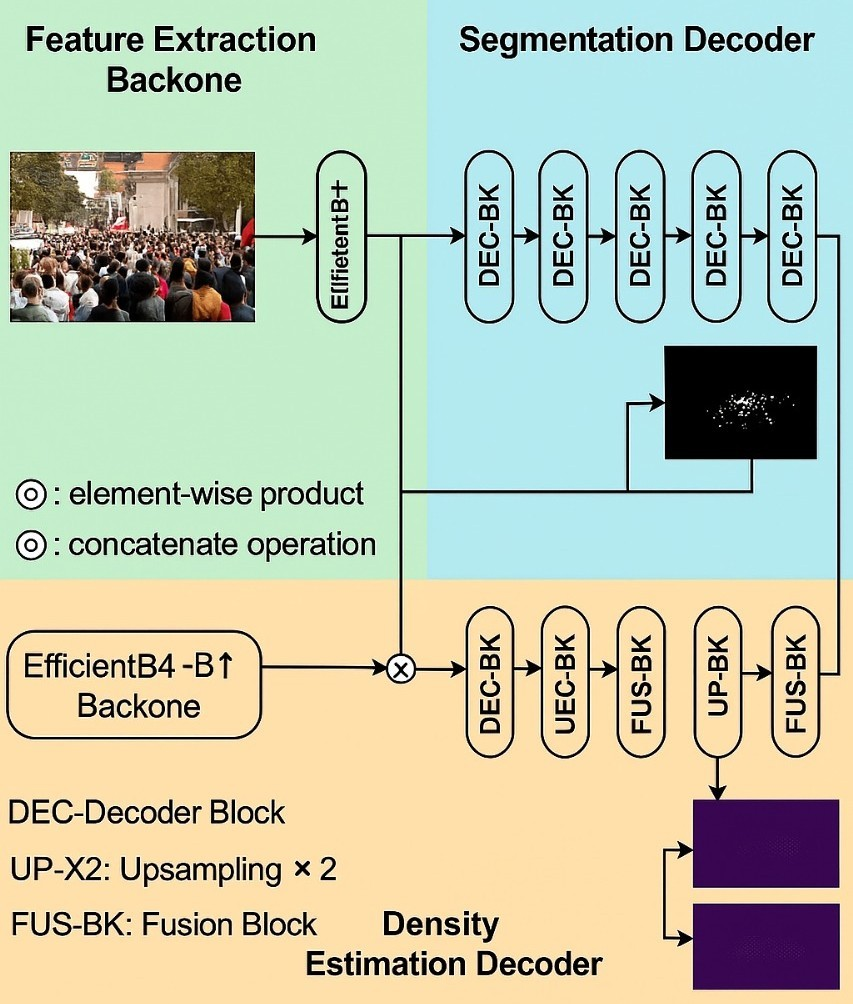 Feature Extraction
Backone
Segmentation Decoder
DEC-BK
DEC-BK
DEC-BK
DEC-BK
DEC-BK
: element-wise product
: concatenate operation
EfficientB4 -B↑
Backone
×
DEC-BK
UEC-BK
FUS-BK
UP-BK
FUS-BK
DEC-Decoder Block
UP-X2: Upsampling × 2
FUS-BK: Fusion Block
Density
Estimation Decoder